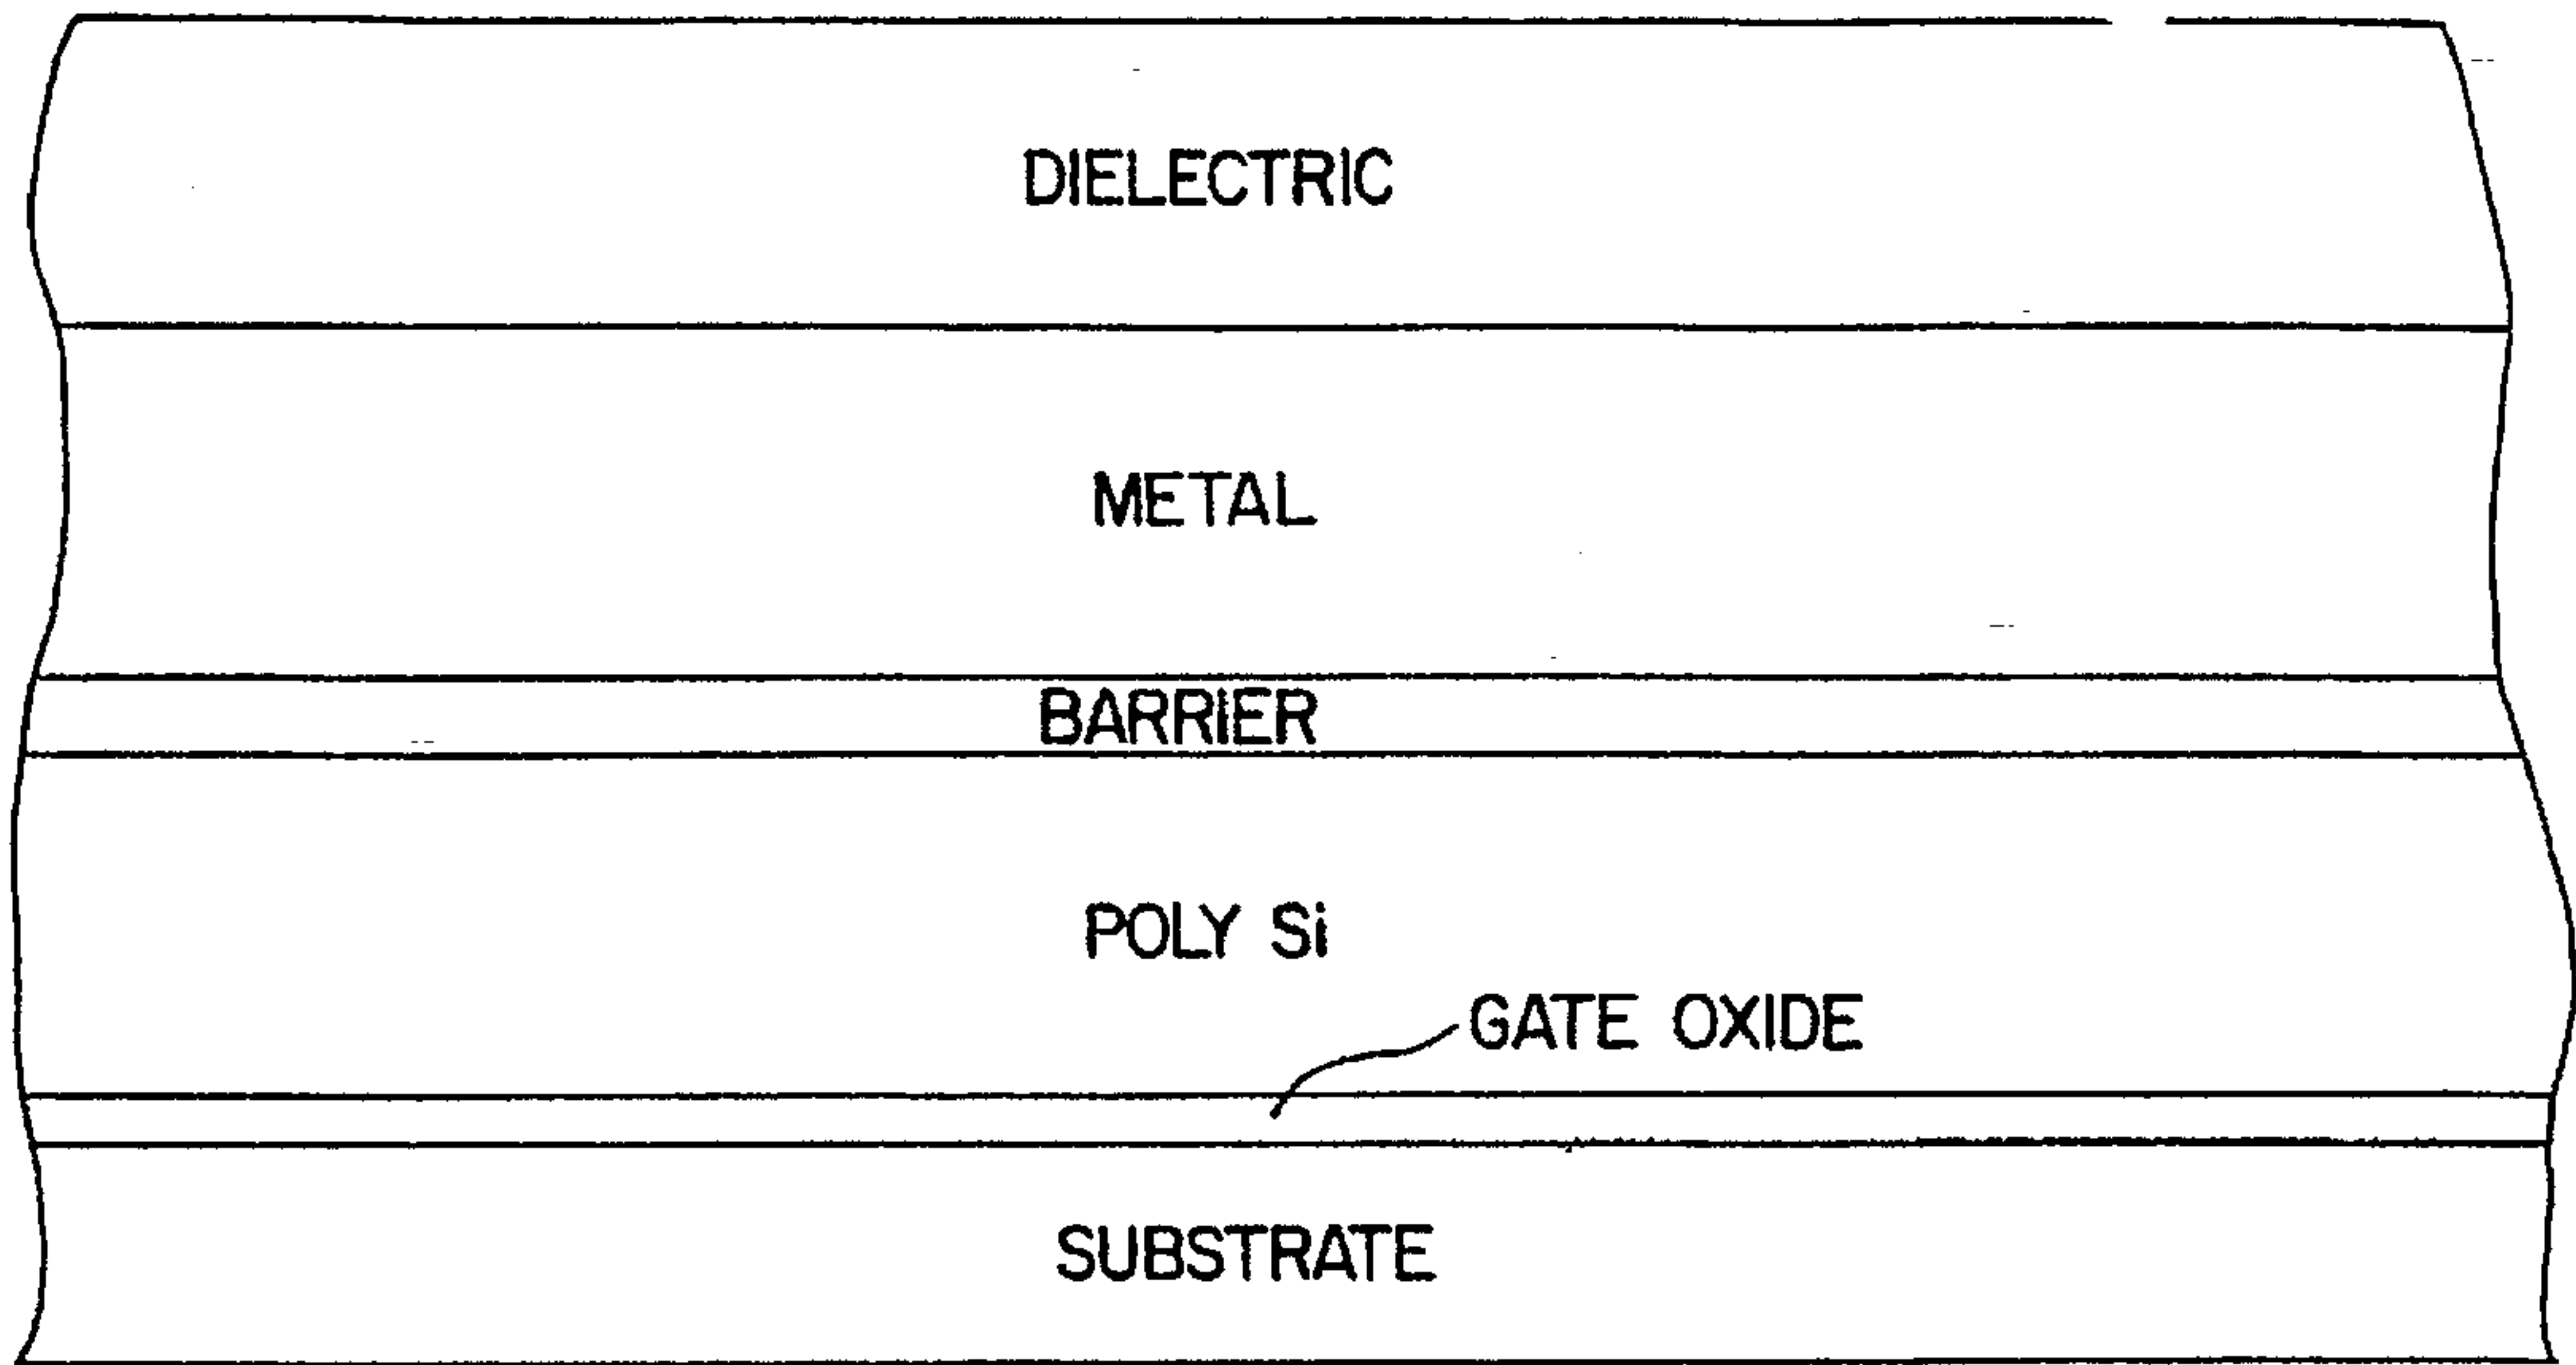 DIELECTRIC
METAL
BARRIER
POLY Si
GATE OXIDE
SUBSTRATE